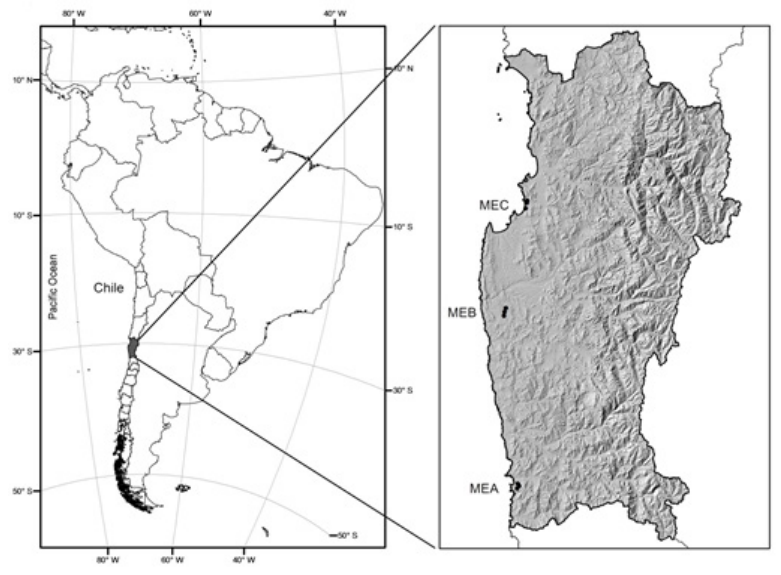 80° W
60° W
40° W
10° N
10° N
10° S
10° S
Pacific Ocean
Chile
30° S
30° S
50° S
50° S
80° W
60° W
40° W
MEC
MEB
MEA